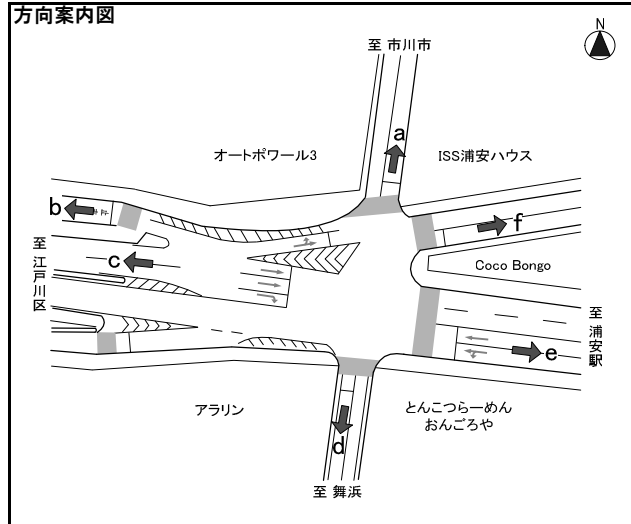 方向案内図
N
至 市川市
a
オートポワール3
ISS浦安ハウス
b
f
至 江戸川区
c
Coco Bongo
至 浦安駅
e
アラリン
とんこつらーめん
おんごろや
d
至 舞浜